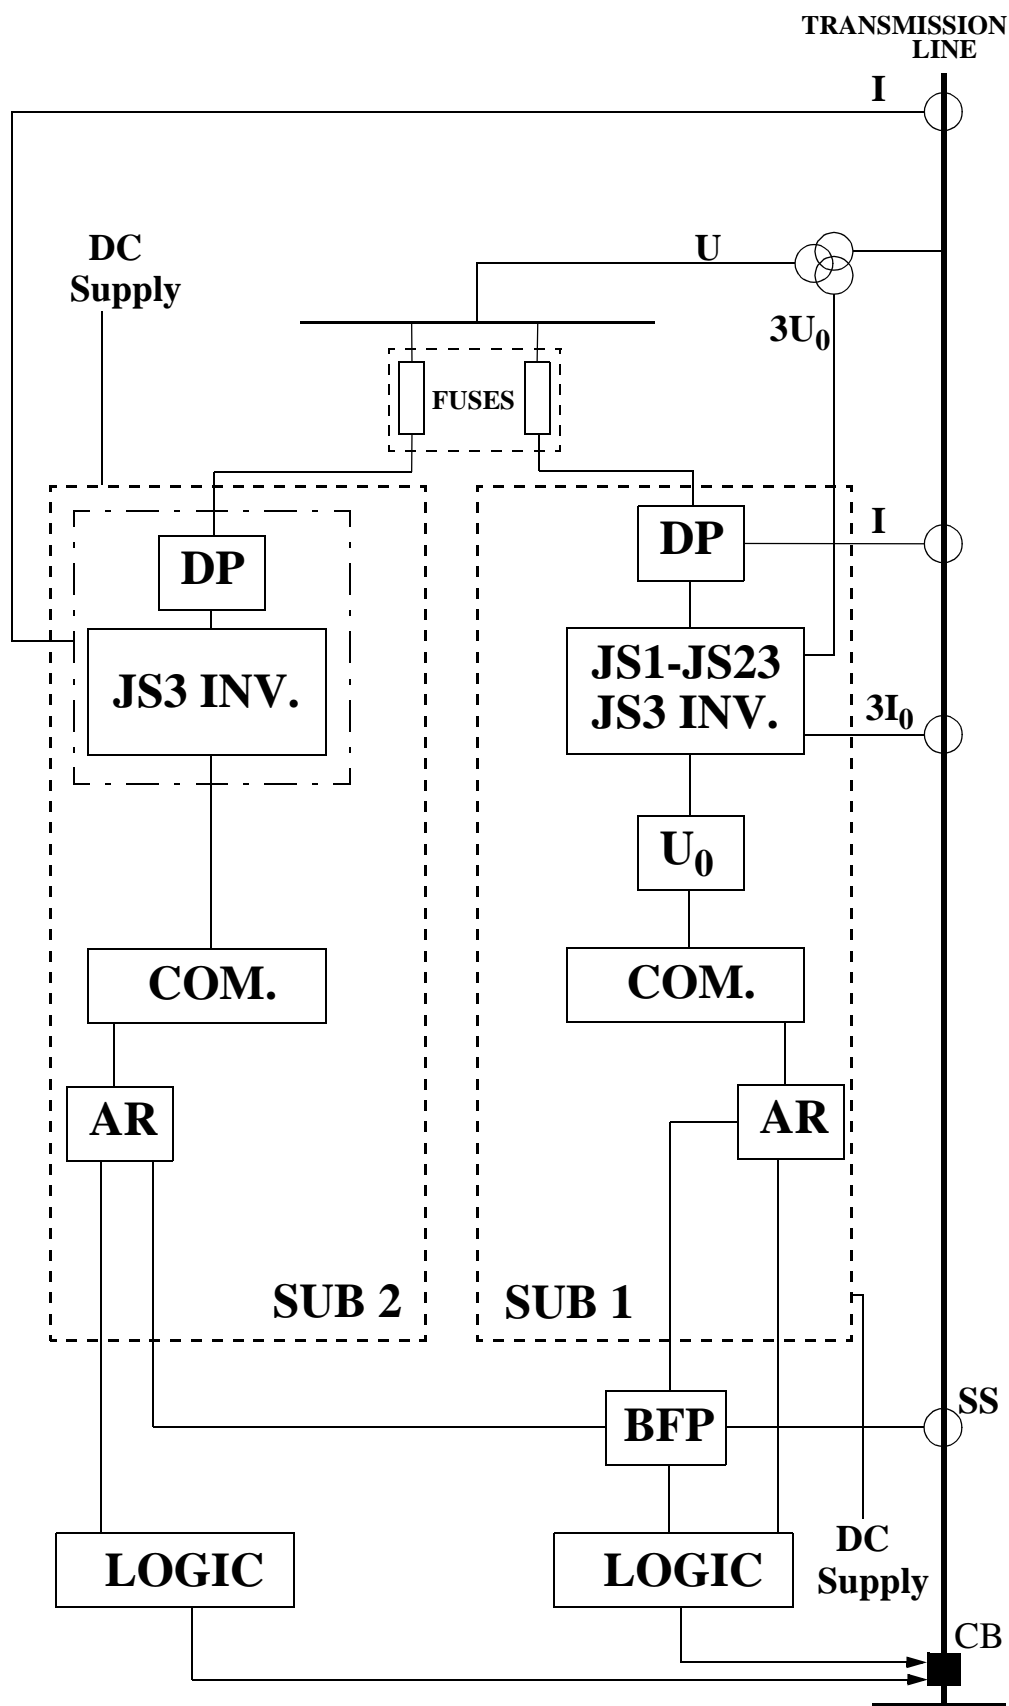 TRANSMISSION
LINE
I
DC
Supply
U
3U0
FUSES
I
DP
DP
JS1-JS23
JS3 INV.
JS3 INV.
3I0
U0
COM.
COM.
AR
AR
SUB 2
SUB 1
SS
BFP
LOGIC
LOGIC
DC
Supply
CB